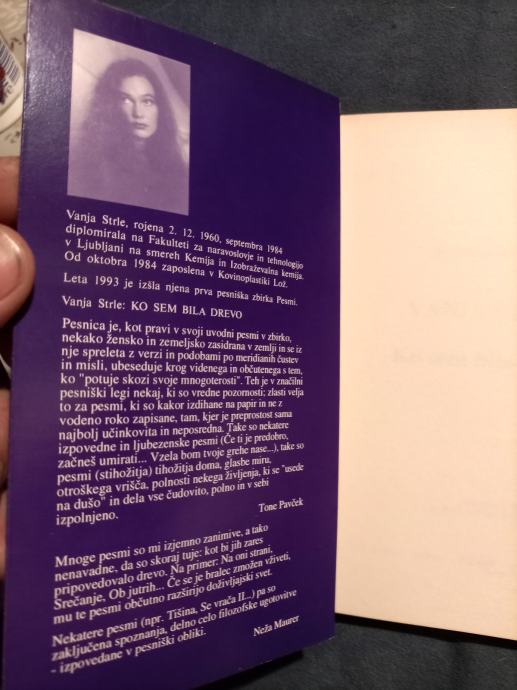 Vanja Strle, rojena 2. 12. 1960, septembra 1984
diplomirala na Fakulteti za naravoslovje in tehnologijo
v Ljubljani na smereh Kemija in Izobraževalna kemija.
Od oktobra 1984 zaposlena v Kovinoplastiki Lož.
Leta 1993 je izšla njena prva pesniška zbirka Pesmi.
Vanja Strle: KO SEM BILA DREVO
Pesnica je, kot pravi v svoji uvodni pesmi v zbirko,
nekako žensko in zemeljsko zasidrana v zemlji in se iz
nje spreleta z verzi in podobami po meridianih čustev
in misli, ubeseduje krog videnega in občutenega s tem,
ko "potuje skozi svoje mnogoterosti". Teh je v značilni
pesniški legi nekaj, ki so vredne pozornosti; zlasti velja
to za pesmi, ki so kakor izdihane na papir in ne z
vodeno roko zapisane, tam, kjer je preprostost sama
najbolj učinkovita in neposredna. Take so nekatere
izpovedne in ljubezenske pesmi (Če ti je predobro,
začneš umirati... Vzela bom tvoje grehe nase...), take so
pesmi (stihožitja) tihožitja doma, glasbe miru,
otroškega vrišča, polnosti nekega življenja, ki se "usede
na dušo" in dela vse čudovito, polno in v sebi
izpolnjeno.
Tone Pavček
Mnoge pesmi so mi izjemno zanimive, a tako
nenavadne, da so skoraj tuje: kot bi jih zares
pripovedovalo drevo. Na primer: Na oni strani,
Srečanje, Ob jutrih... Če se je bralec zmožen vživeti,
mu te pesmi občutno razširijo doživljajski svet.
Nekatere pesmi (npr. Tišina, Se vrača II...) pa so
zaključena spoznanja, delno celo filozofske ugotovitve
- izpovedane v pesniški obliki.
Neža Maurer